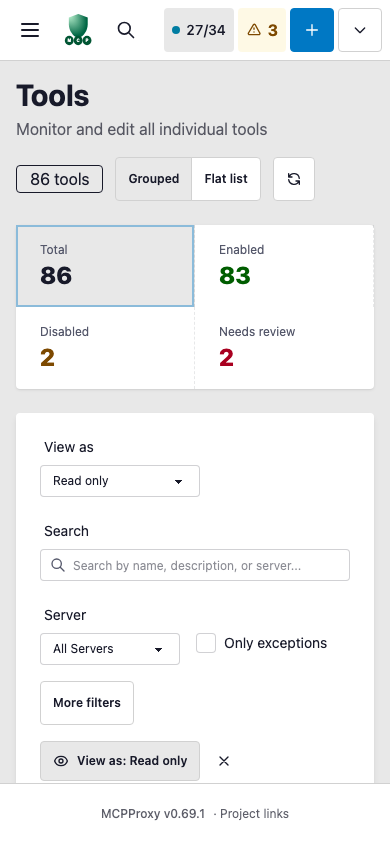 MCP
27/34
3
Tools
Monitor and edit all individual tools
86 tools
Grouped
Flat list
Total
86
Enabled
83
Disabled
2
Needs review
2
View as
Read only
Search
Search by name, description, or server...
Server
All Servers
Only exceptions
More filters
View as: Read only
MCPProxy v0.69.1 · Project links